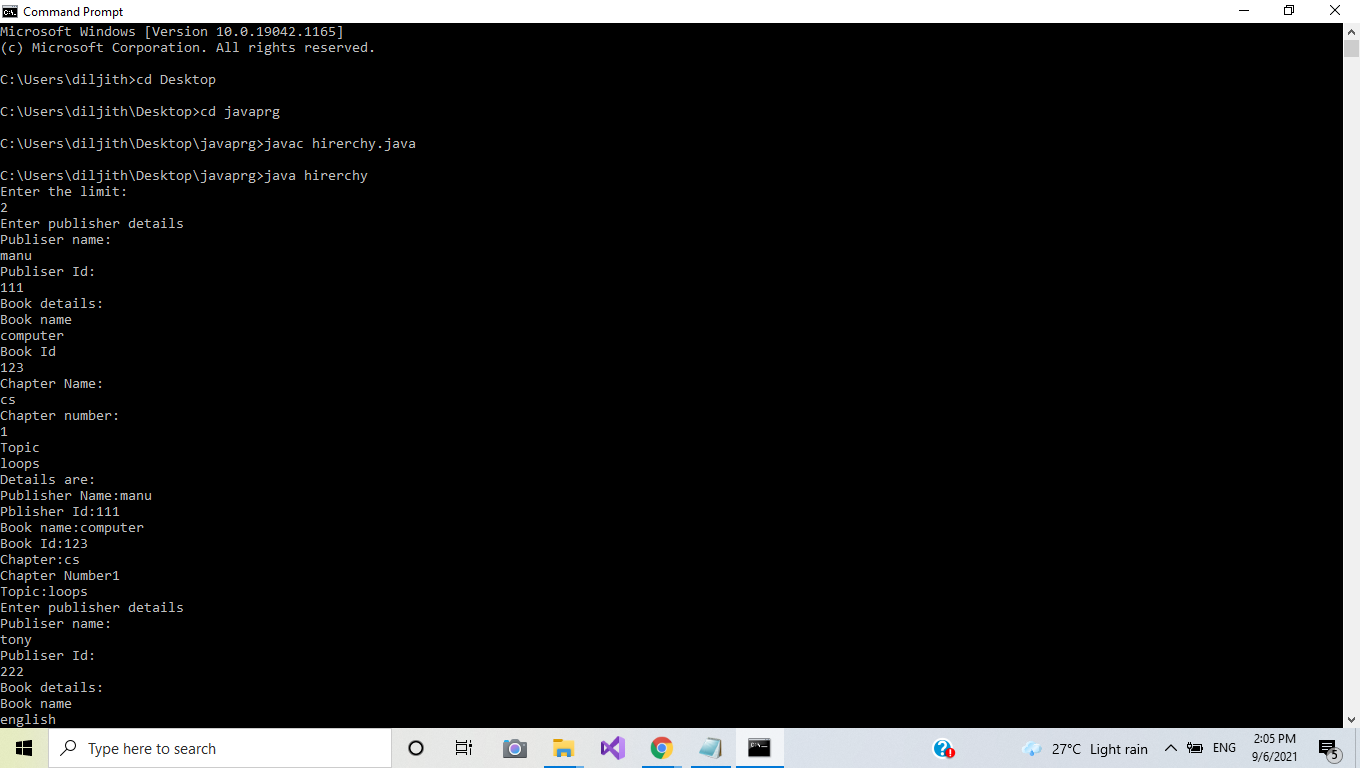 Command Prompt
Microsoft Windows [Version 10.0.19042.1165]
(c) Microsoft Corporation. All rights reserved.
C:\Users\diljith>cd Desktop
C:\Users\diljith\Desktop>cd javaprg
C:\Users\diljith\Desktop\javaprg>javac hirerchy.java
C:\Users\diljith\Desktop\javaprg>java hirerchy
Enter the limit:
2
Enter publisher details
Publiser name:
manu
Publiser Id:
111
Book details:
Book name
computer
Book Id
123
Chapter Name:
cs
Chapter number:
1
Topic
loops
Details are:
Publisher Name:manu
Pblisher Id:111
Book name:computer
Book Id:123
Chapter:cs
Chapter Number1
Topic:loops
Enter publisher details
Publiser name:
tony
Publiser Id:
222
Book details:
Book name
english
Type here to search
27°C Light rain
ENG
2:05 PM
9/6/2021
5